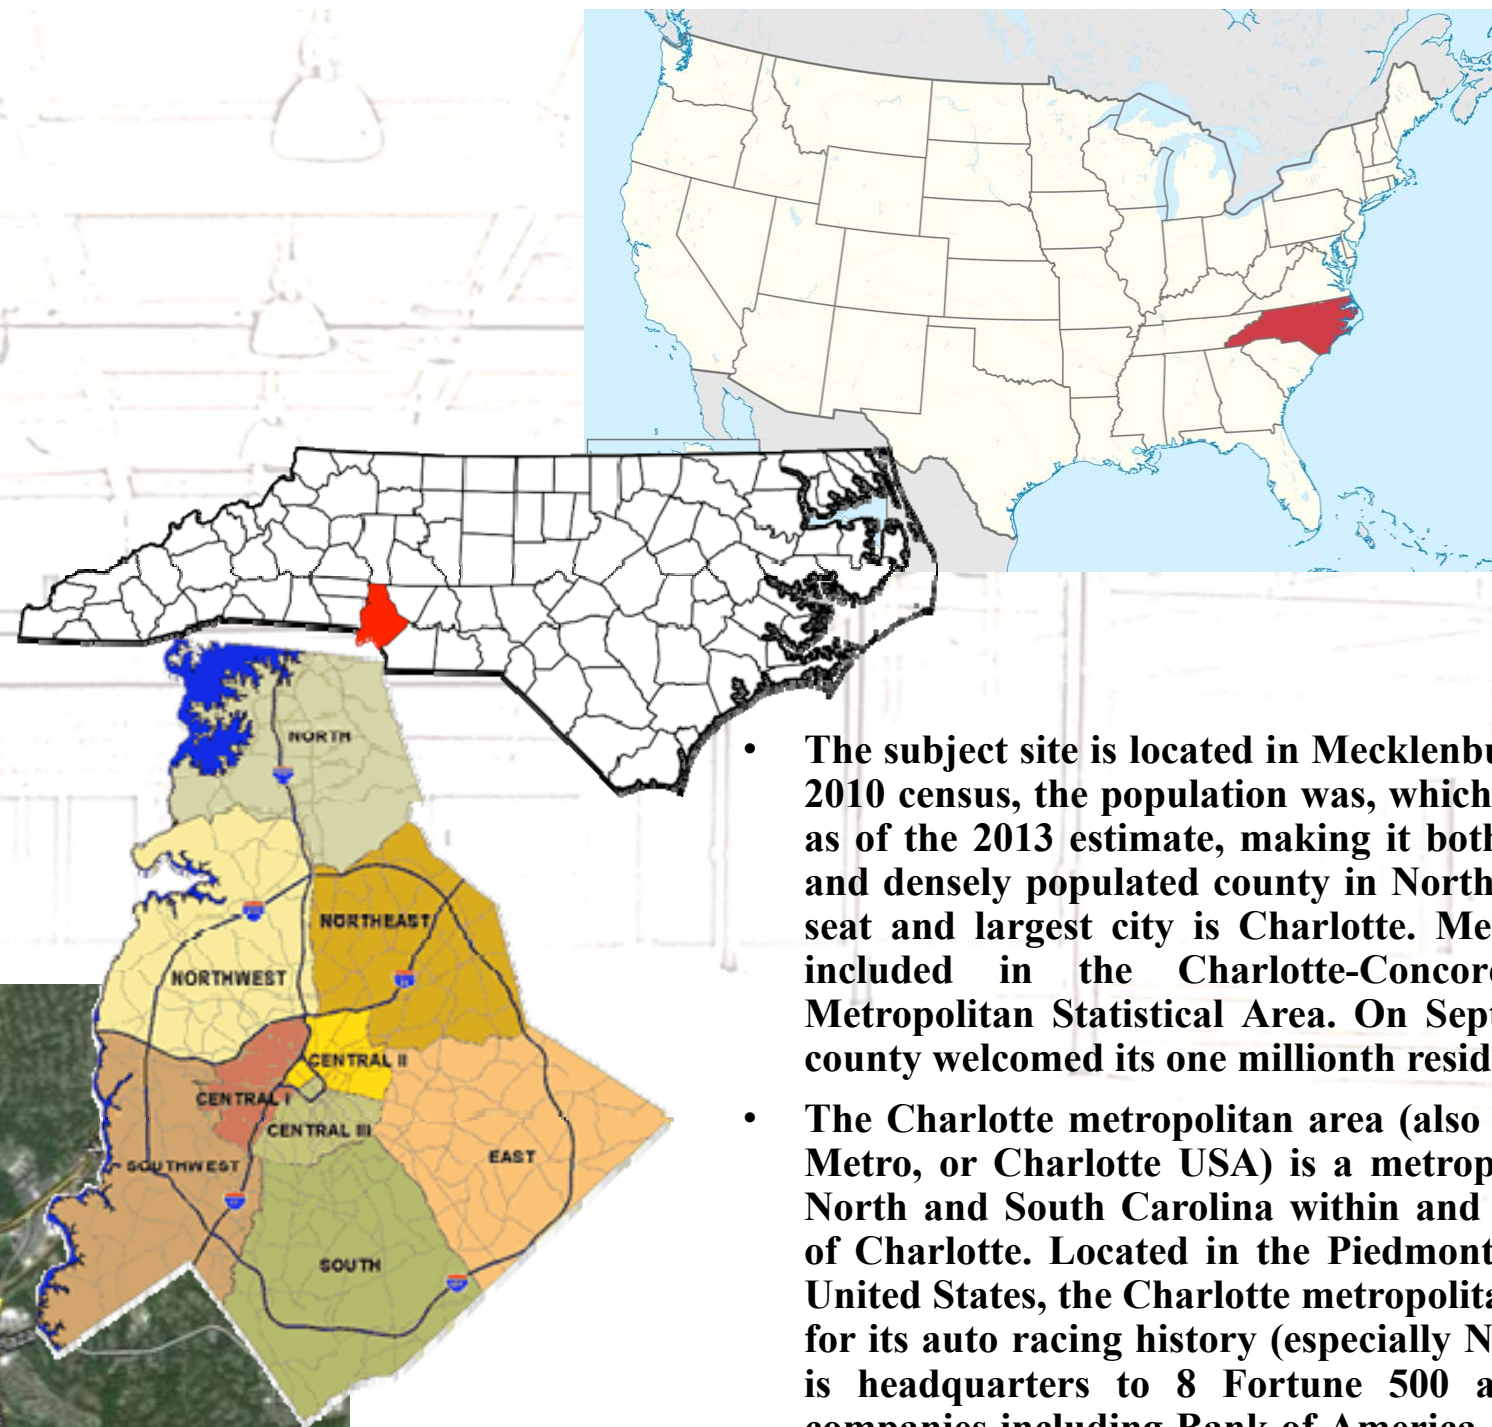 NORTH
NORTHEAST
NORTHWEST
CENTRAL II
CENTRAL I
CENTRAL III
SOUTHWEST
EAST
SOUTH
• The subject site is located in Mecklenbu
2010 census, the population was, which
as of the 2013 estimate, making it both
and densely populated county in North
seat and largest city is Charlotte. Me
included in the Charlotte-Concor
Metropolitan Statistical Area. On Sept
county welcomed its one millionth resid
• The Charlotte metropolitan area (also
Metro, or Charlotte USA) is a metrop
North and South Carolina within and
of Charlotte. Located in the Piedmont
United States, the Charlotte metropolita
for its auto racing history (especially N
is headquarters to 8 Fortune 500 a
companies including Bank of America